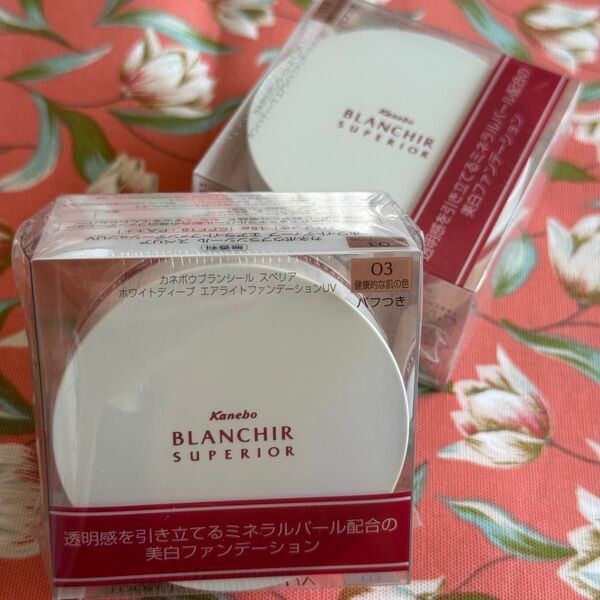 Kanebo
BLANCHIR
SUPERIOR
透明感を引き立てるミネラルパール配合の
美白ファンデーション
カネボウブランシール スペリア
ホワイトディープ エアライトファンデーションUV
03
健康的な肌の色
パフつき
Kanebo
BLANCHIR
SUPERIOR
透明感を引き立てるミネラルパール配合の
美白ファンデーション